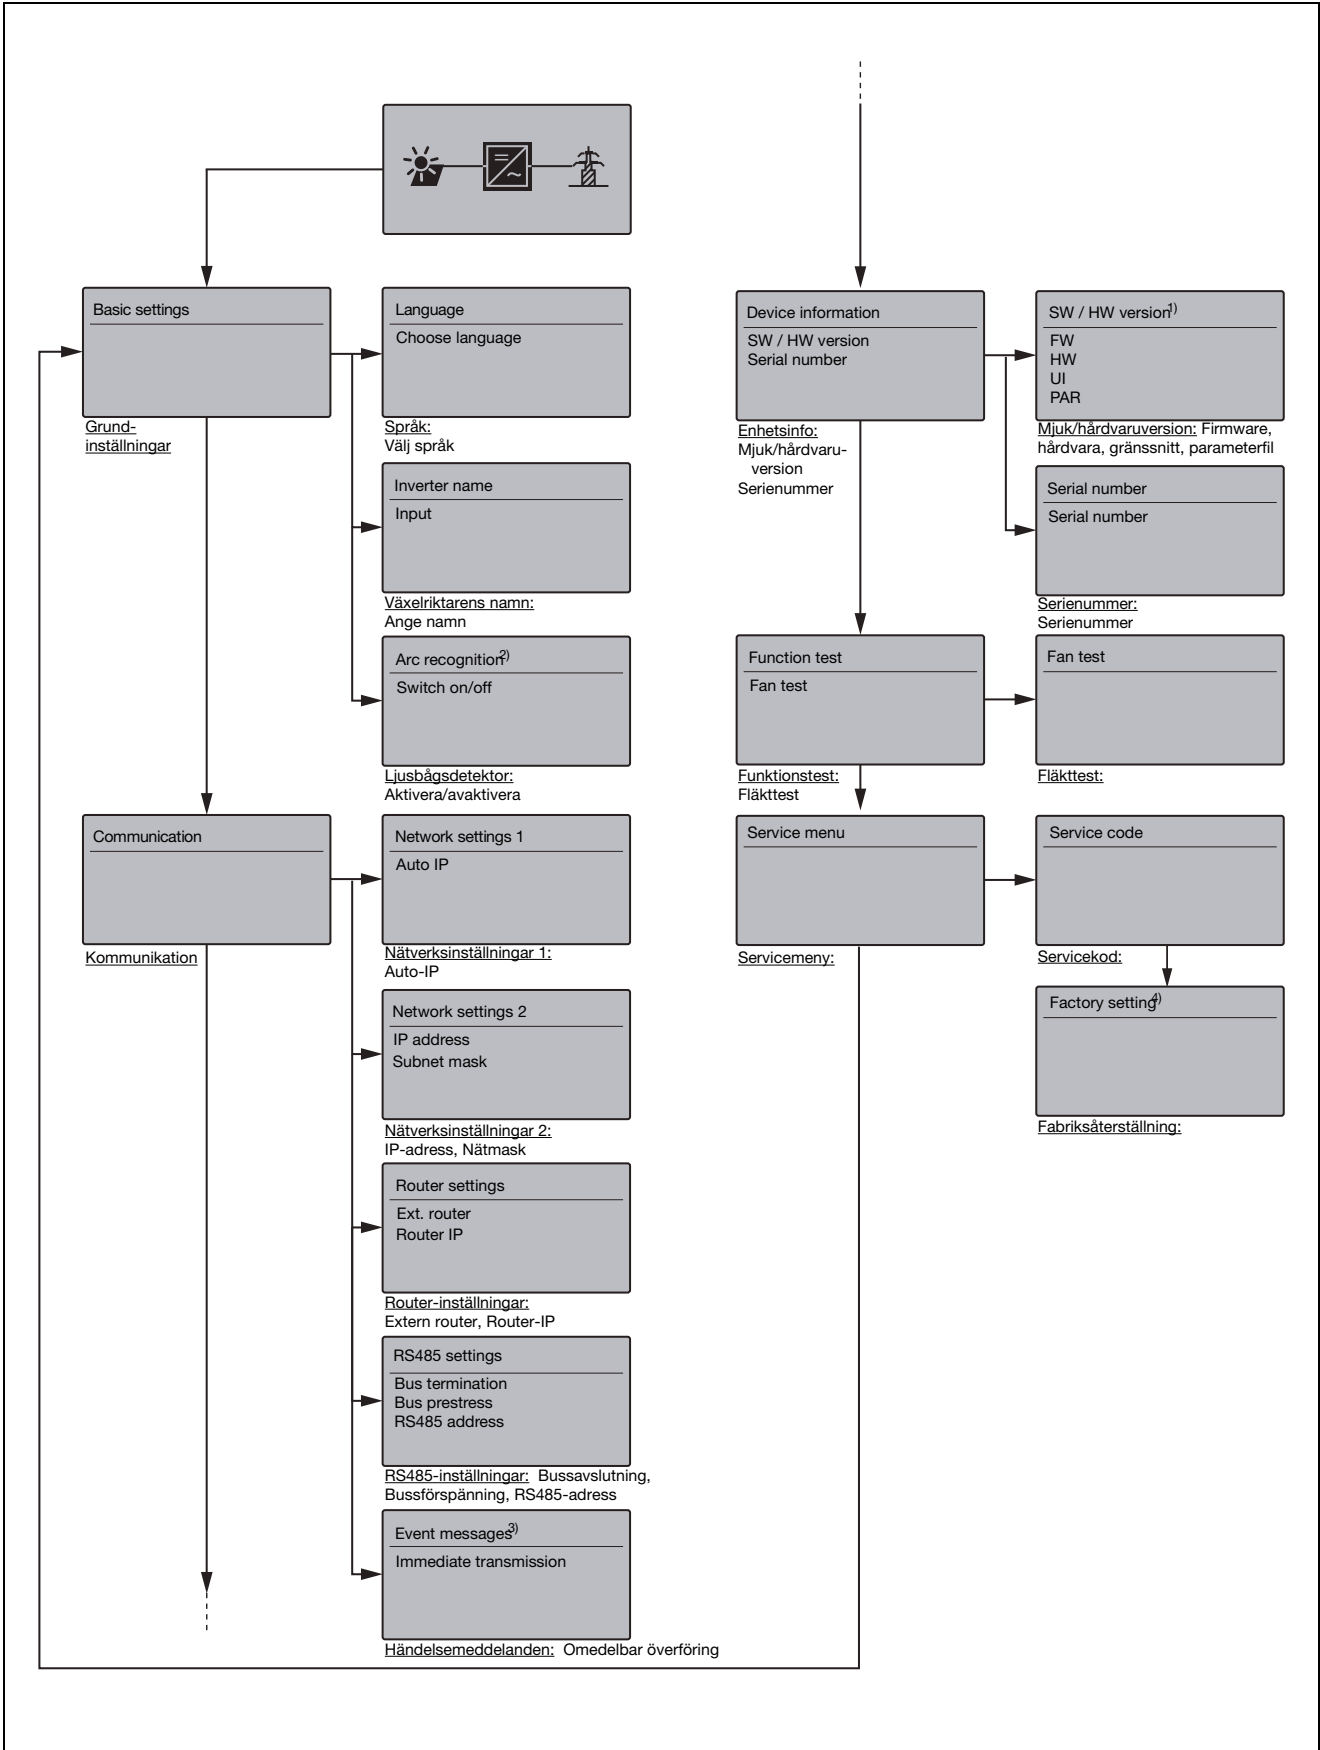 Basic settings
Grund-
inställningar
Language
Choose language
Språk:
Välj språk
Inverter name
Input
Växelriktarens namn:
Ange namn
Arc recognition2)
Switch on/off
Ljusbågsdetektor:
Aktivera/avaktivera
Communication
Kommunikation
Network settings 1
Auto IP
Nätverksinställningar 1:
Auto-IP
Network settings 2
IP address
Subnet mask
Nätverksinställningar 2:
IP-adress, Nätmask
Router settings
Ext. router
Router IP
Router-inställningar:
Extern router, Router-IP
RS485 settings
Bus termination
Bus prestress
RS485 address
RS485-inställningar: Bussavslutning,
Bussförspänning, RS485-adress
Event messages3)
Immediate transmission
Händelsemeddelanden: Omedelbar överföring
Device information
SW / HW version
Serial number
Enhetsinfo:
Mjuk/hårdvaru-
version
Serienummer
SW / HW version1)
FW
HW
UI
PAR
Mjuk/hårdvaruversion: Firmware,
hårdvara, gränssnitt, parameterfil
Serial number
Serial number
Serienummer:
Serienummer
Function test
Fan test
Funktionstest:
Fläkttest
Fan test
Fläkttest:
Service menu
Servicemeny:
Service code
Servicekod:
Factory setting4)
Fabriksåterställning: